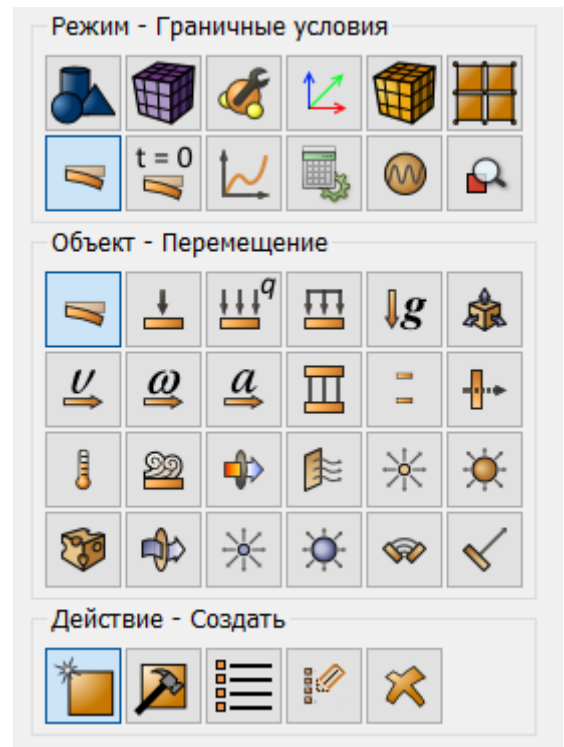 Режим - Граничные условия
t = 0
Объект - Перемещение
q g
υ ω a
Действие - Создать